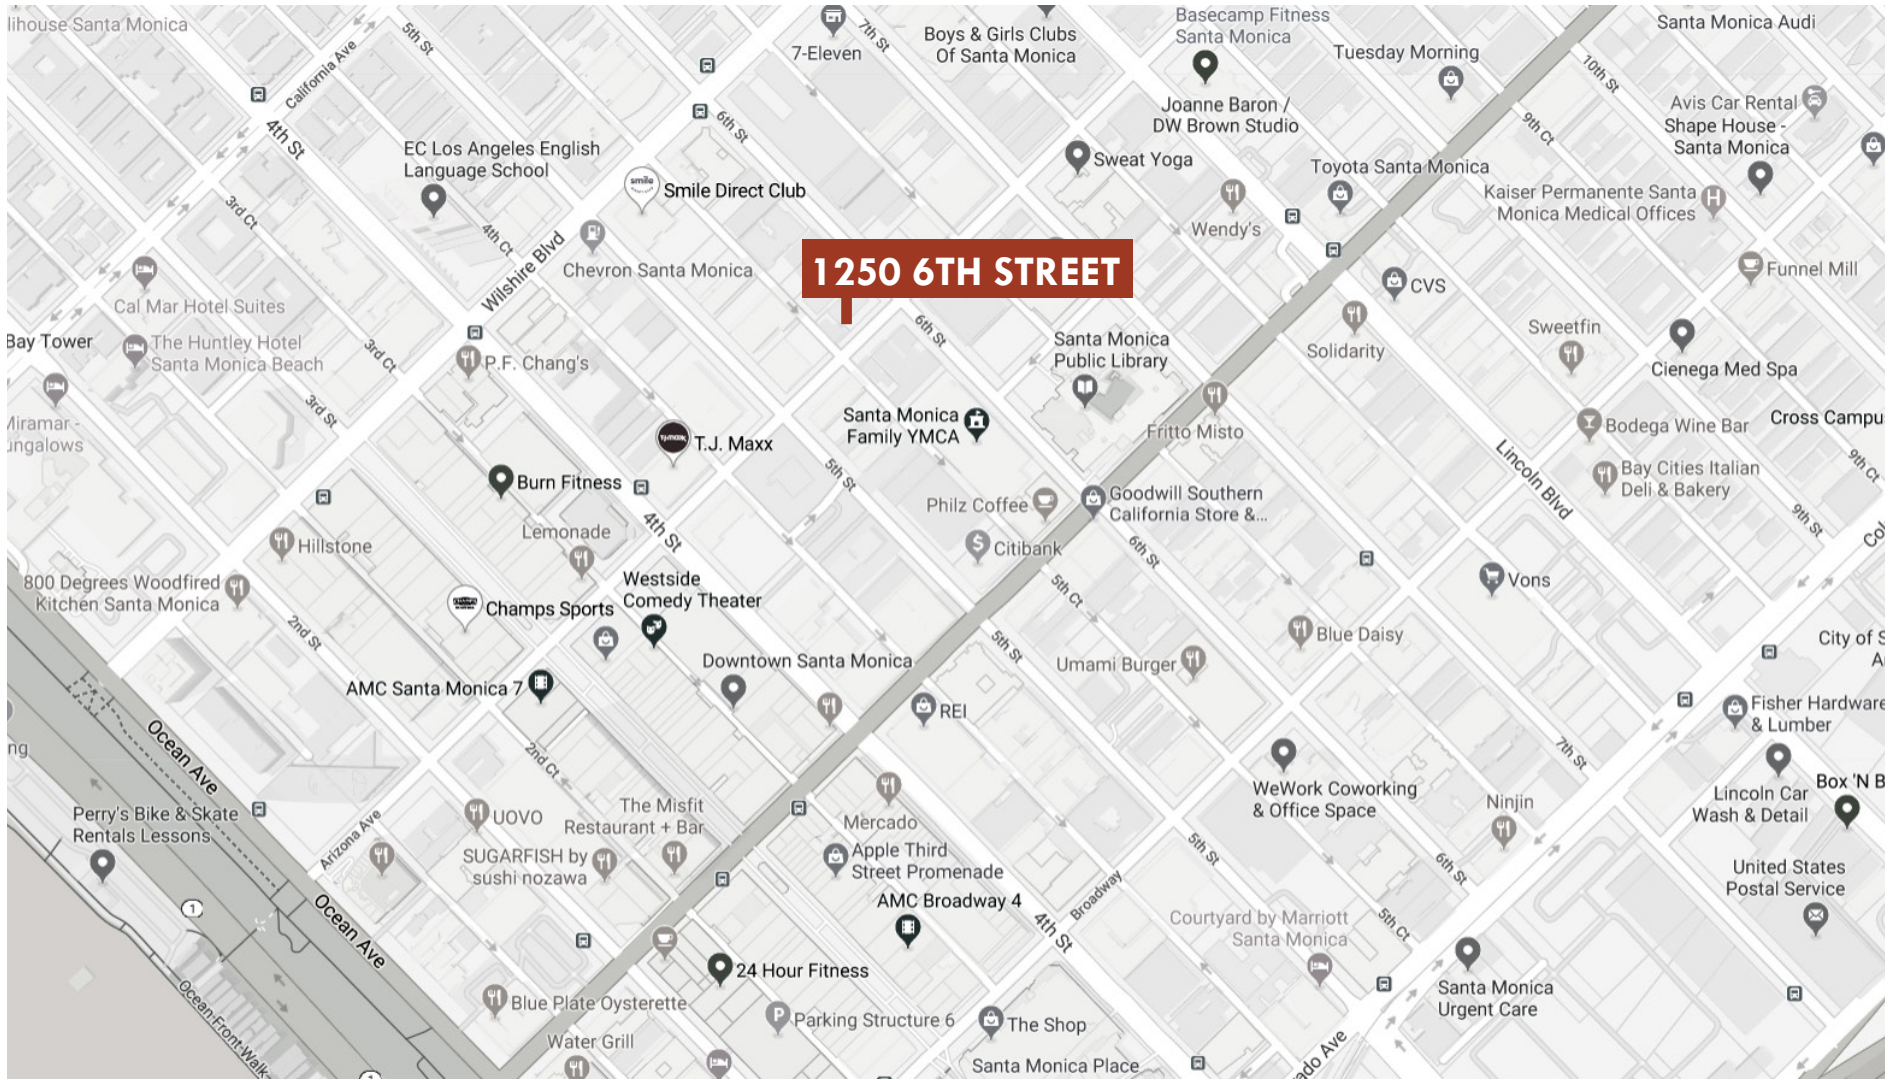 Santa Monica
5th St
7-Eleven
7th St
Boys & Girls Clubs
Of Santa Monica
Basecamp Fitness
Santa Monica
Tuesday Morning
Santa Monica Audi
California Ave
4th St
6th St
Joanne Baron /
DW Brown Studio
10th St
9th Ct
Avis Car Rental
Shape House -
Santa Monica
EC Los Angeles English
Language School
smile
Smile Direct Club
Sweat Yoga
Toyota Santa Monica
Kaiser Permanente Santa
Monica Medical Offices
H
3rd Ct
4th Ct
Wilshire Blvd
Chevron Santa Monica
Wendy's
1250 6TH STREET
CVS
Funnel Mill
Cal Mar Hotel Suites
Bay Tower
The Huntley Hotel
Santa Monica Beach
3rd Ct
P.F. Chang's
6th St
Santa Monica
Public Library
Solidarity
Sweetfin
Cienega Med Spa
Miramar -
3rd St
T.J. Maxx
Santa Monica
Family YMCA
Fritto Misto
Bodega Wine Bar
Cross Campu
Lincoln Blvd
Bay Cities Italian
Deli & Bakery
9th Ct
Burn Fitness
5th St
Philz Coffee
Goodwill Southern
California Store &...
9th St
Hillstone
Lemonade
4th St
$
Citibank
6th St
Col
800 Degrees Woodfired
Kitchen Santa Monica
Westside
Comedy Theater
Champs Sports
5th Ct
Vons
2nd St
5th St
Blue Daisy
City of S
A
Downtown Santa Monica
Umami Burger
AMC Santa Monica 7
REI
Fisher Hardware
& Lumber
ng
Ocean Ave
2nd Ct
7th St
WeWork Coworking
& Office Space
Lincoln Car
Wash & Detail
Box 'N B
Perry's Bike & Skate
Rentals Lessons
UOVO
The Misfit
Restaurant + Bar
Mercado
Ninjin
Arizona Ave
SUGARFISH by
sushi nozawa
Apple Third
Street Promenade
5th St
6th St
United States
Postal Service
1
Ocean Ave
AMC Broadway 4
Broadway
4th St
Courtyard by Marriott
Santa Monica
5th Ct
24 Hour Fitness
Santa Monica
Urgent Care
Ocean Front Walk
Blue Plate Oysterette
P
Parking Structure 6
The Shop
Water Grill
Santa Monica Place
ado Ave
1